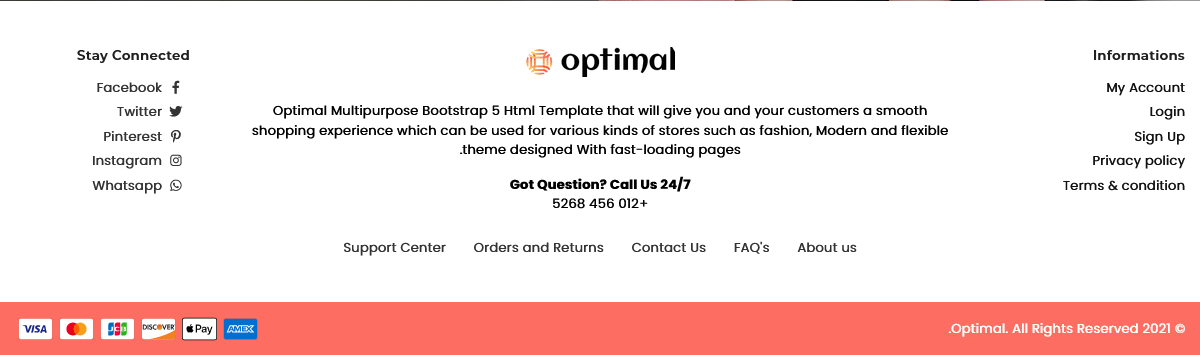 Stay Connected
Facebook
Twitter
Pinterest
Instagram
Whatsapp
optimal
Optimal Multipurpose Bootstrap 5 Html Template that will give you and your customers a smooth
shopping experience which can be used for various kinds of stores such as fashion, Modern and flexible
.theme designed With fast-loading pages
Got Question? Call Us 24/7
5268 456 012+
Support Center Orders and Returns Contact Us FAQ's About us
Informations
My Account
Login
Sign Up
Privacy policy
Terms & condition
VISA JCB DISCOVER Pay AMEX
.Optimal. All Rights Reserved 2021 ©